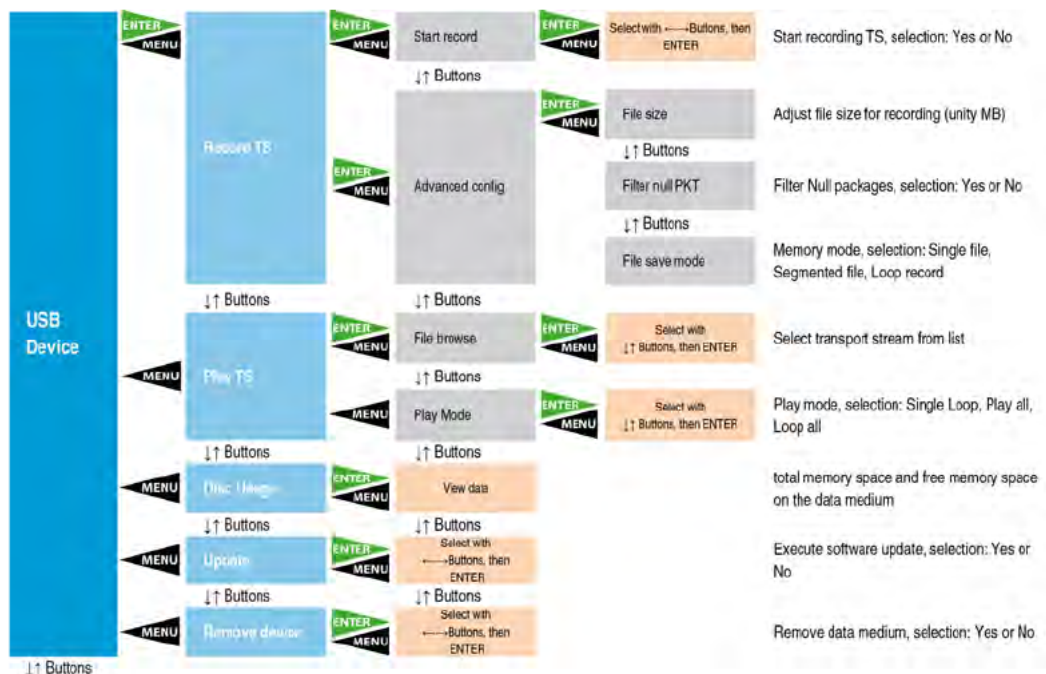 ENTER
MENU
ENTER
MENU
Start record
ENTER
MENU
Select with ←—→Buttons, then
ENTER
Start recording TS, selection: Yes or No
↓↑ Buttons
Record TS
ENTER
MENU
Advanced config
ENTER
MENU
File size
Adjust file size for recording (unity MB)
↓↑ Buttons
Filter null PKT
Filter Null packages, selection: Yes or No
↓↑ Buttons
File save mode
Memory mode, selection: Single file,
Segmented file, Loop record
↓↑ Buttons
↓↑ Buttons
USB
Device
MENU
Play TS
ENTER
MENU
File browse
ENTER
MENU
Select with
↓↑ Buttons, then ENTER
Select transport stream from list
↓↑ Buttons
MENU
Play Mode
ENTER
MENU
Select with
↓↑ Buttons, then ENTER
Play mode, selection: Single Loop, Play all,
Loop all
↓↑ Buttons
↓↑ Buttons
MENU
Disc Usage
ENTER
MENU
View data
total memory space and free memory space
on the data medium
↓↑ Buttons
↓↑ Buttons
MENU
Update
ENTER
MENU
Select with
←—→Buttons, then
ENTER
Execute software update, selection: Yes or
No
↓↑ Buttons
↓↑ Buttons
MENU
Remove device
ENTER
MENU
Select with
←—→Buttons, then
ENTER
Remove data medium, selection: Yes or No
↓↑ Buttons